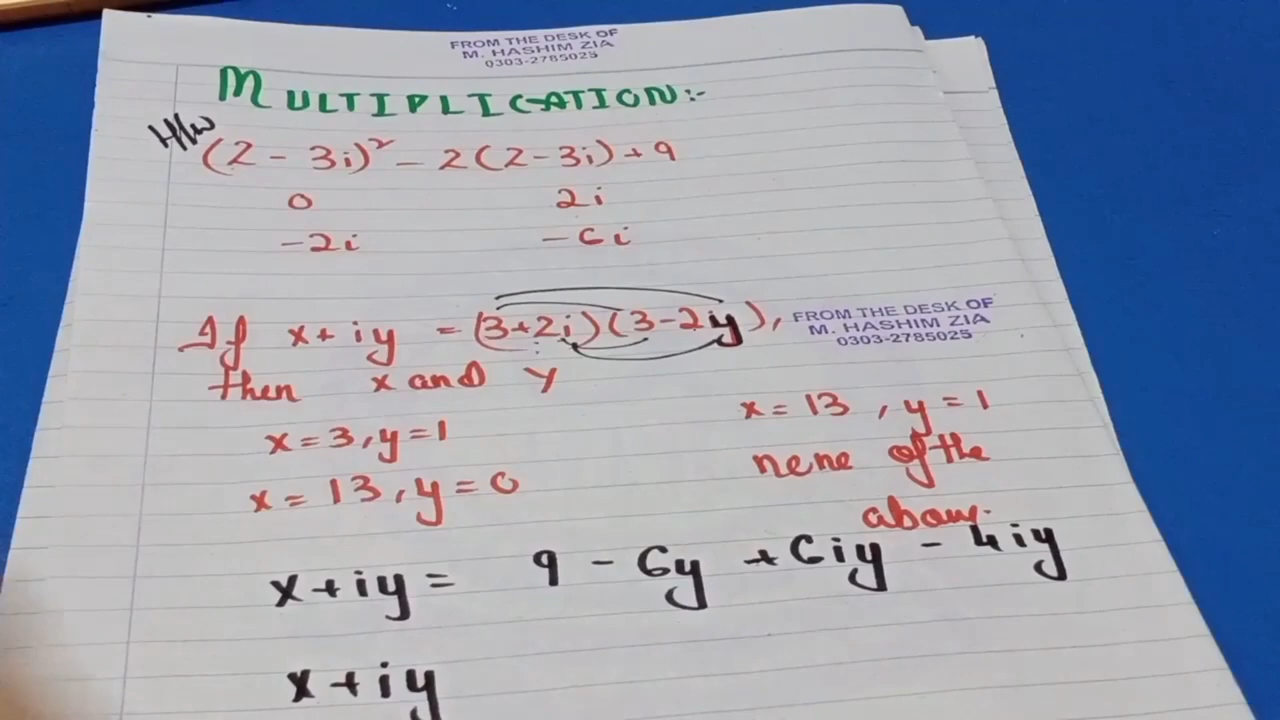 FROM THE DESK OF
M. HASHIM ZIA
0303-2785025
MULTIPLICATION:-
H/W
(2 - 3i)² - 2(2-3i)+9
0 2i
-2i -6i
If x+iy = (3+2i)(3-2iy),
then x and y
FROM THE DESK OF
M. HASHIM ZIA
0303-2785025
x=3, y=1 x=13, y=1
x=13, y=0 none of the
above.
x+iy = 9 - 6y + 6iy - 4iy
x+iy